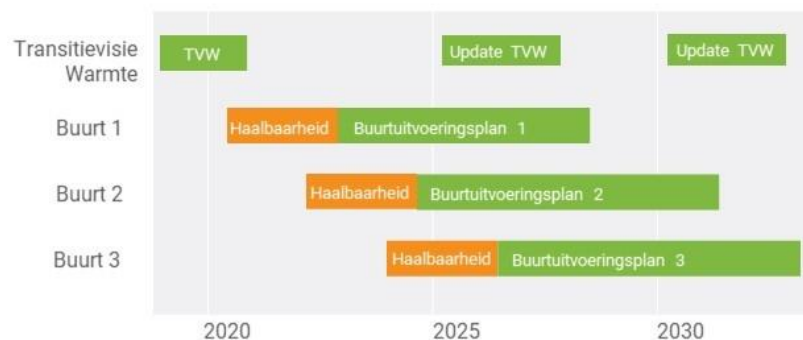 Transitievisie
Warmte
TVW
Update TVW
Update TVW
Buurt 1
Haalbaarheid
Buurtuitvoeringsplan 1
Buurt 2
Haalbaarheid
Buurtuitvoeringsplan 2
Buurt 3
Haalbaarheid
Buurtuitvoeringsplan 3
2020
2025
2030